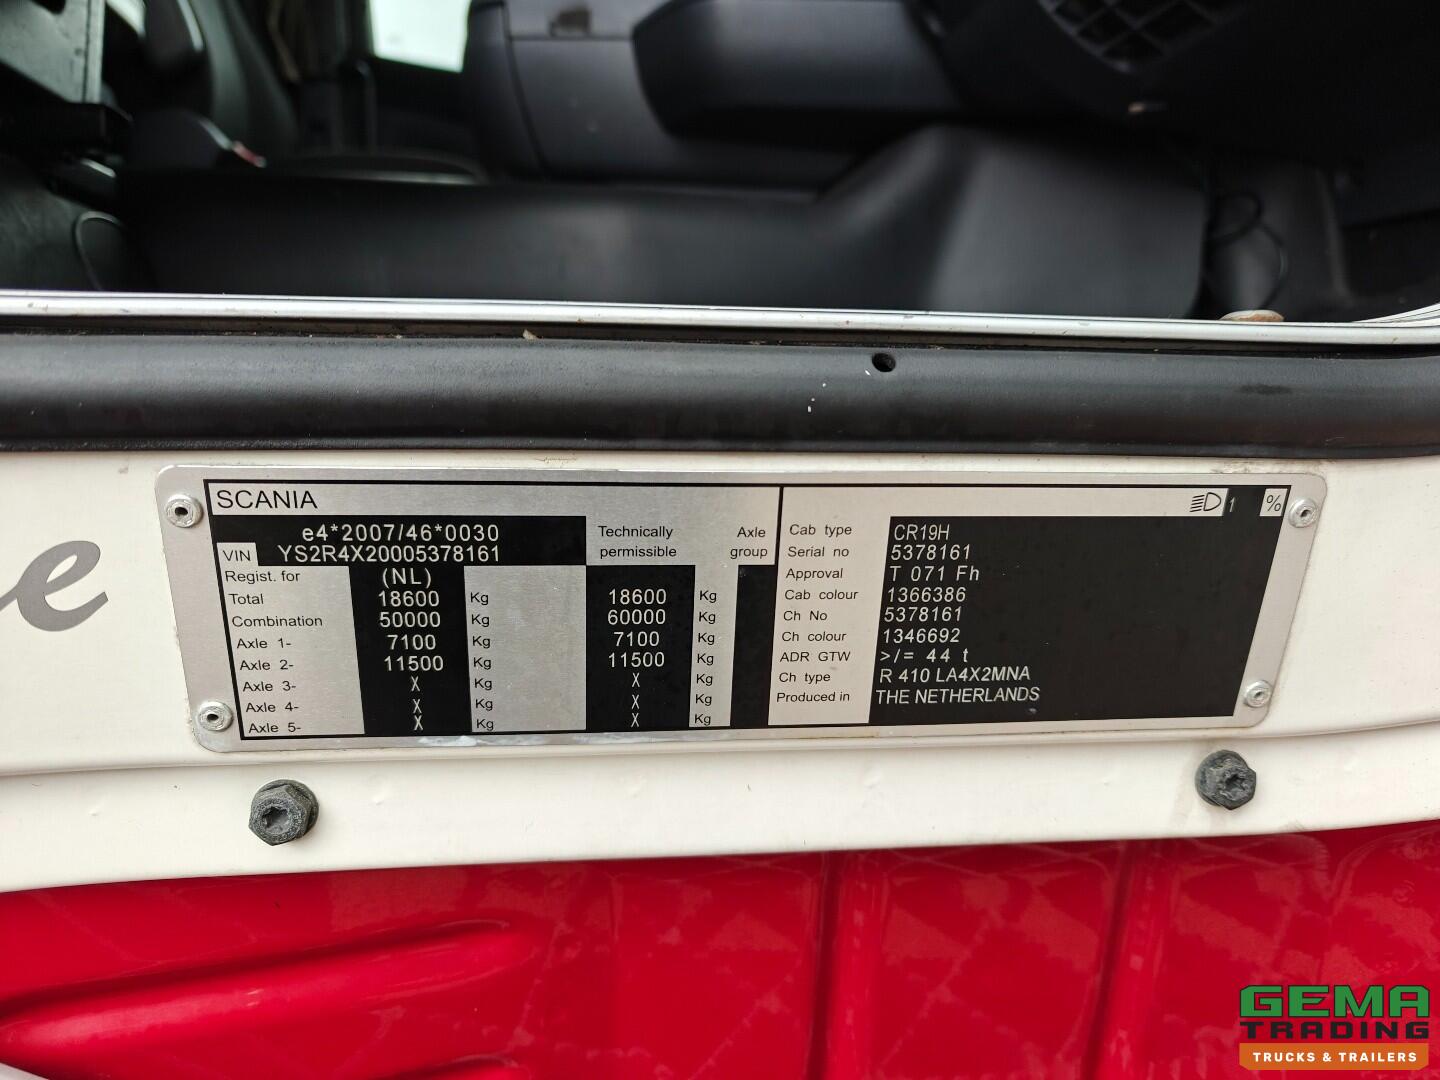 e
SCANIA
e4*2007/46*0030
VIN YS2R4X20005378161
Technically permissible
Axle group
Regist. for (NL)
Total 18600 Kg 18600 Kg
Combination 50000 Kg 60000 Kg
Axle 1- 7100 Kg 7100 Kg
Axle 2- 11500 Kg 11500 Kg
Axle 3- X Kg X Kg
Axle 4- X Kg X Kg
Axle 5- X Kg X Kg
1 %
Cab type CR19H
Serial no 5378161
Approval T 071 Fh
Cab colour 1366386
Ch No 5378161
Ch colour 1346692
ADR GTW >/= 44 t
Ch type R 410 LA4X2MNA
Produced in THE NETHERLANDS
GEMA
TRADING
TRUCKS & TRAILERS